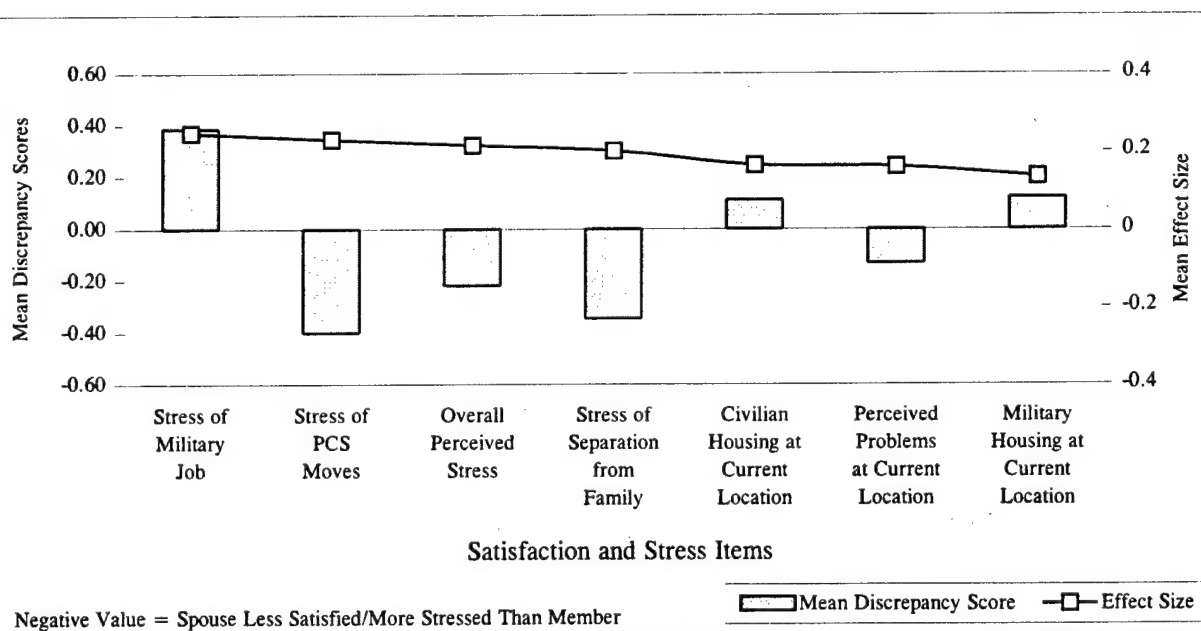 0.60
0.40
0.20
0.00
-0.20
-0.40
-0.60
Mean Discrepancy Scores
0.4
0.2
0
-0.2
-0.4
Mean Effect Size
Stress of
Military
Job
Stress of
PCS
Moves
Overall
Perceived
Stress
Stress of
Separation
from
Family
Civilian
Housing at
Current
Location
Perceived
Problems
at Current
Location
Military
Housing at
Current
Location
Satisfaction and Stress Items
Negative Value = Spouse Less Satisfied/More Stressed Than Member
Mean Discrepancy Score
Effect Size